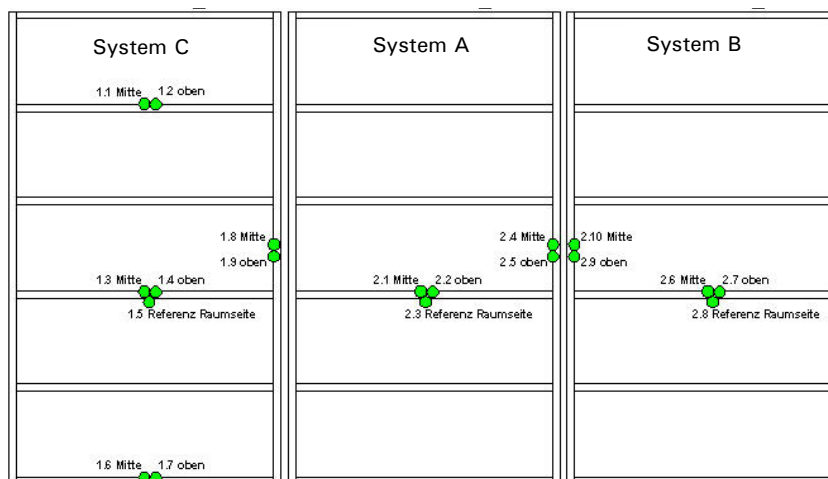 System C
System A
System B
1.1 Mitte 1.2 oben
1.8 Mitte
2.4 Mitte
2.10 Mitte
1.9 oben
2.5 oben
2.9 oben
1.3 Mitte 1.4 oben
2.1 Mitte 2.2 oben
2.6 Mitte 2.7 oben
1.5 Referenz Raumseite
2.3 Referenz Raumseite
2.8 Referenz Raumseite
1.6 Mitte 1.7 oben